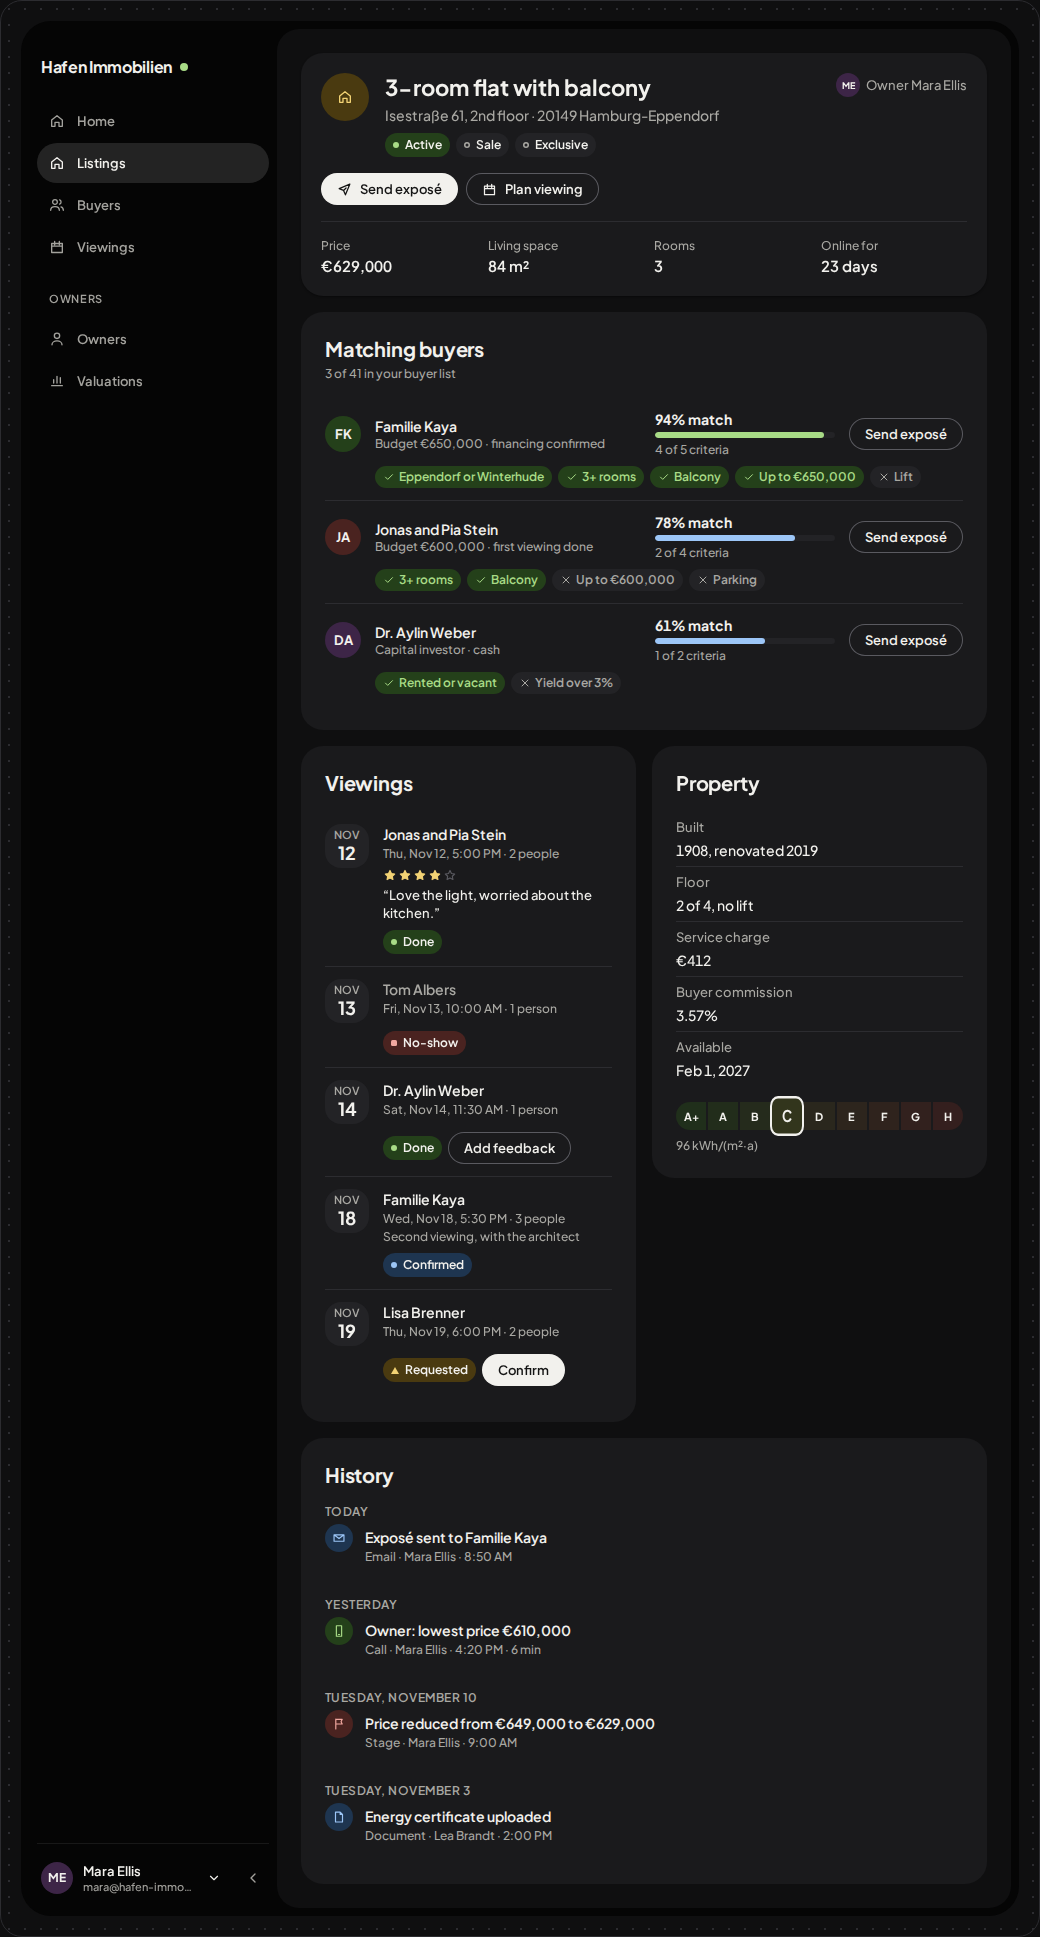 Hafen Immobilien
Home
Listings
Buyers
Viewings
OWNERS
Owners
Valuations
Mara Ellis
mara@hafen-immo...
3-room flat with balcony
Isestraße 61, 2nd floor · 20149 Hamburg-Eppendorf
Active
Sale
Exclusive
ME
Owner Mara Ellis
Send exposé
Plan viewing
Price
€629,000
Living space
84 m²
Rooms
3
Online for
23 days
Matching buyers
3 of 41 in your buyer list
FK
Familie Kaya
Budget €650,000 · financing confirmed
94% match
4 of 5 criteria
Send exposé
Eppendorf or Winterhude
3+ rooms
Balcony
Up to €650,000
Lift
JA
Jonas and Pia Stein
Budget €600,000 · first viewing done
78% match
2 of 4 criteria
Send exposé
3+ rooms
Balcony
Up to €600,000
Parking
DA
Dr. Aylin Weber
Capital investor · cash
61% match
1 of 2 criteria
Send exposé
Rented or vacant
Yield over 3%
Viewings
NOV
12
Jonas and Pia Stein
Thu, Nov 12, 5:00 PM · 2 people
“Love the light, worried about the
kitchen.”
Done
NOV
13
Tom Albers
Fri, Nov 13, 10:00 AM · 1 person
No-show
NOV
14
Dr. Aylin Weber
Sat, Nov 14, 11:30 AM · 1 person
Done
Add feedback
NOV
18
Familie Kaya
Wed, Nov 18, 5:30 PM · 3 people
Second viewing, with the architect
Confirmed
NOV
19
Lisa Brenner
Thu, Nov 19, 6:00 PM · 2 people
Requested
Confirm
Property
Built
1908, renovated 2019
Floor
2 of 4, no lift
Service charge
€412
Buyer commission
3.57%
Available
Feb 1, 2027
A+ A B C D E F G H
96 kWh/(m²·a)
History
TODAY
Exposé sent to Familie Kaya
Email · Mara Ellis · 8:50 AM
YESTERDAY
Owner: lowest price €610,000
Call · Mara Ellis · 4:20 PM · 6 min
TUESDAY, NOVEMBER 10
Price reduced from €649,000 to €629,000
Stage · Mara Ellis · 9:00 AM
TUESDAY, NOVEMBER 3
Energy certificate uploaded
Document · Lea Brandt · 2:00 PM
ME